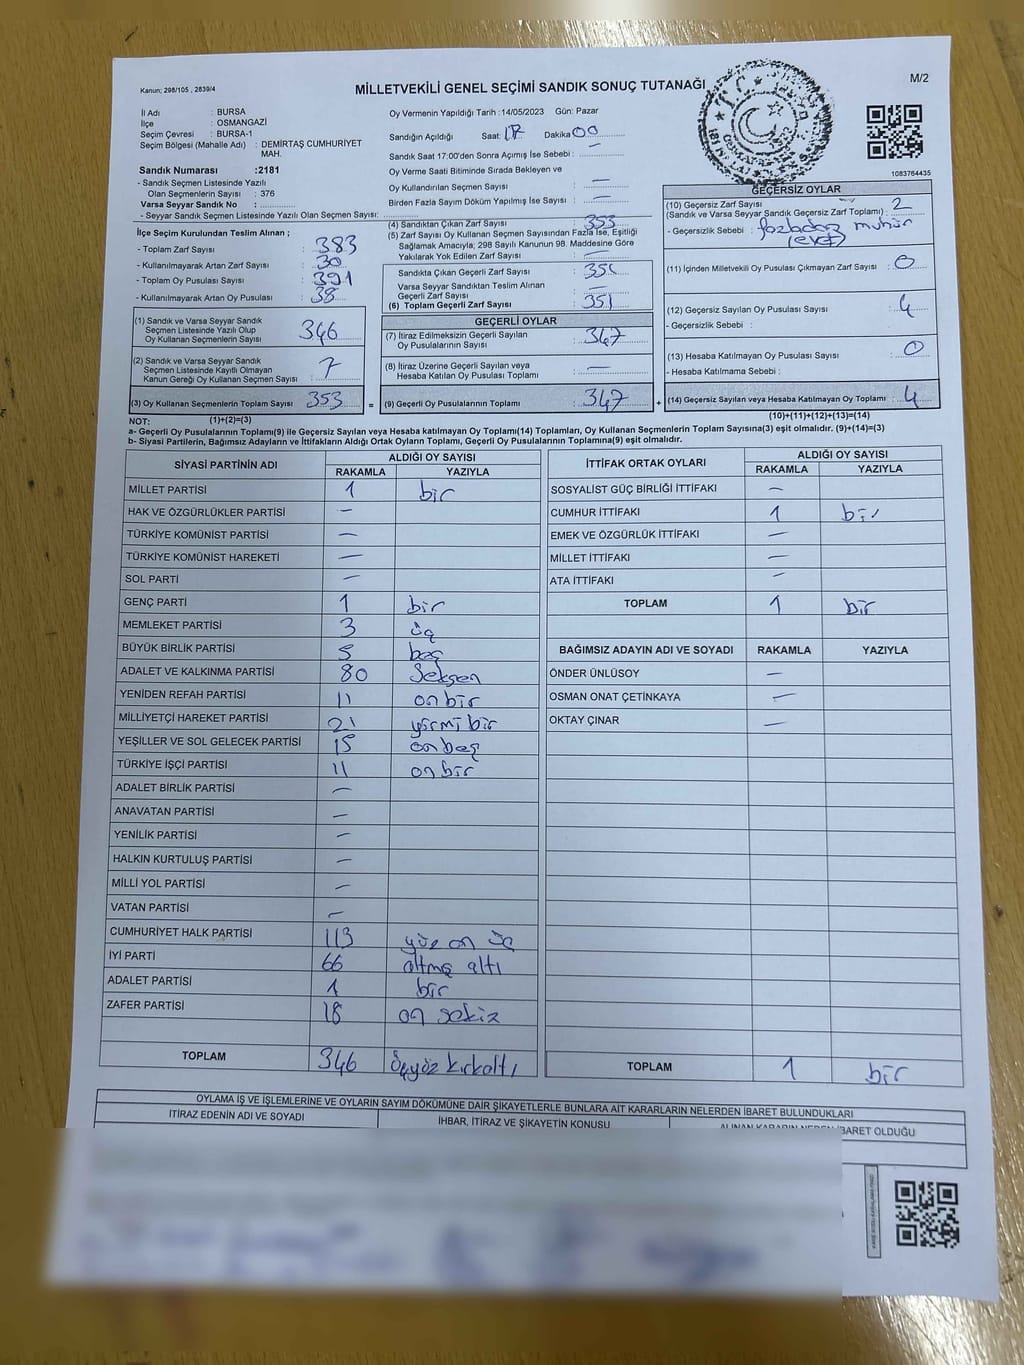 Kanun; 298/105 , 2839/4
MİLLETVEKİLİ GENEL SEÇİMİ SANDIK SONUÇ TUTANAĞI
M/2
İl Adı : BURSA
İlçe : OSMANGAZİ
Seçim Çevresi : BURSA-1
Seçim Bölgesi (Mahalle Adı) : DEMİRTAŞ CUMHURİYET
MAH.
Sandık Numarası :2181
- Sandık Seçmen Listesinde Yazılı
Olan Seçmenlerin Sayısı : 376
Varsa Seyyar Sandık No :
- Seyyar Sandık Seçmen Listesinde Yazılı Olan Seçmen Sayısı:
Oy Vermenin Yapıldığı Tarih : 14/05/2023 Gün: Pazar
Sandığın Açıldığı Saat: 17 Dakika 00
Sandık Saat 17:00'den Sonra Açımış İse Sebebi : —
Oy Verme Saati Bitiminde Sırada Bekleyen ve
Oy Kullandırılan Seçmen Sayısı : —
Birden Fazla Sayım Döküm Yapılmış İse Sayısı : —
1083764435
İlçe Seçim Kurulundan Teslim Alınan ;
- Toplam Zarf Sayısı : 383
- Kullanılmayarak Artan Zarf Sayısı : 30
- Toplam Oy Pusulası Sayısı : 391
- Kullanılmayarak Artan Oy Pusulası : 38
(1) Sandık ve Varsa Seyyar Sandık
Seçmen Listesinde Yazılı Olup
Oy Kullanan Seçmenlerin Sayısı : 346
(2) Sandık ve Varsa Seyyar Sandık
Seçmen Listesinde Kayıtlı Olmayan
Kanun Gereği Oy Kullanan Seçmen Sayısı : 7
(3) Oy Kullanan Seçmenlerin Toplam Sayısı 353 =
(4) Sandıktan Çıkan Zarf Sayısı : 353
(5) Zarf Sayısı Oy Kullanan Seçmen Sayısından Fazla İse, Eşitliği
Sağlamak Amacıyla; 298 Sayılı Kanunun 98. Maddesine Göre
Yakılarak Yok Edilen Zarf Sayısı : —
Sandıkta Çıkan Geçerli Zarf Sayısı :
Varsa Seyyar Sandıktan Teslim Alınan
Geçerli Zarf Sayısı : —
(6) Toplam Geçerli Zarf Sayısı : 351
GEÇERLİ OYLAR
(7) İtiraz Edilmeksizin Geçerli Sayılan
Oy Pusulalarının Sayısı : 347
(8) İtiraz Üzerine Geçerli Sayılan veya
Hesaba Katılan Oy Pusulası Toplamı : —
(9) Geçerli Oy Pusulalarının Toplamı : 347 +
GEÇERSİZ OYLAR
(10) Geçersiz Zarf Sayısı
(Sandık ve Varsa Seyyar Sandık Geçersiz Zarf Toplamı) : 2
- Geçersizlik Sebebi : fazladan mühür
(evet)
(11) İçinden Milletvekili Oy Pusulası Çıkmayan Zarf Sayısı : 0
(12) Geçersiz Sayılan Oy Pusulası Sayısı : 4
- Geçersizlik Sebebi :
(13) Hesaba Katılmayan Oy Pusulası Sayısı : 0
- Hesaba Katılmama Sebebi :
(14) Geçersiz Sayılan veya Hesaba Katılmayan Oy Toplamı : 4
(1)+(2)=(3)
(10)+(11)+(12)+(13)=(14)
NOT:
a- Geçerli Oy Pusulalarının Toplamı(9) ile Geçersiz Sayılan veya Hesaba katılmayan Oy Toplamı(14) Toplamları, Oy Kullanan Seçmenlerin Toplam Sayısına(3) eşit olmalıdır. (9)+(14)=(3)
b- Siyasi Partilerin, Bağımsız Adayların ve İttifakların Aldığı Ortak Oyların Toplamı, Geçerli Oy Pusulalarının Toplamına(9) eşit olmalıdır.
SİYASİ PARTİNİN ADI ALDIĞI OY SAYISI
RAKAMLA YAZIYLA
MİLLET PARTİSİ 1 bir
HAK VE ÖZGÜRLÜKLER PARTİSİ —
TÜRKİYE KOMÜNİST PARTİSİ —
TÜRKİYE KOMÜNİST HAREKETİ —
SOL PARTİ —
GENÇ PARTİ 1 bir
MEMLEKET PARTİSİ 3 üç
BÜYÜK BİRLİK PARTİSİ 5 beş
ADALET VE KALKINMA PARTİSİ 80 Seksen
YENİDEN REFAH PARTİSİ 11 on bir
MİLLİYETÇİ HAREKET PARTİSİ 21 yirmi bir
YEŞİLLER VE SOL GELECEK PARTİSİ 15 on beş
TÜRKİYE İŞÇİ PARTİSİ 11 on bir
ADALET BİRLİK PARTİSİ —
ANAVATAN PARTİSİ —
YENİLİK PARTİSİ —
HALKIN KURTULUŞ PARTİSİ —
MİLLİ YOL PARTİSİ —
VATAN PARTİSİ —
CUMHURİYET HALK PARTİSİ 113 yüz on üç
İYİ PARTİ 66 altmış altı
ADALET PARTİSİ 1 bir
ZAFER PARTİSİ 18 on sekiz
TOPLAM 346 üçyüz kırkaltı
İTTİFAK ORTAK OYLARI ALDIĞI OY SAYISI
RAKAMLA YAZIYLA
SOSYALİST GÜÇ BİRLİĞİ İTTİFAKI —
CUMHUR İTTİFAKI 1 bir
EMEK VE ÖZGÜRLÜK İTTİFAKI —
MİLLET İTTİFAKI —
ATA İTTİFAKI —
TOPLAM 1 bir
BAĞIMSIZ ADAYIN ADI VE SOYADI RAKAMLA YAZIYLA
ÖNDER ÜNLÜSOY —
OSMAN ONAT ÇETİNKAYA —
OKTAY ÇINAR —
TOPLAM 1 bir
OYLAMA İŞ VE İŞLEMLERİNE VE OYLARIN SAYIM DÖKÜMÜNE DAİR ŞİKAYETLERLE BUNLARA AİT KARARLARIN NELERDEN İBARET BULUNDUKLARI
İTİRAZ EDENİN ADI VE SOYADI
İHBAR, İTİRAZ VE ŞİKAYETİN KONUSU
ALINAN KARARIN NEDEN İBARET OLDUĞU